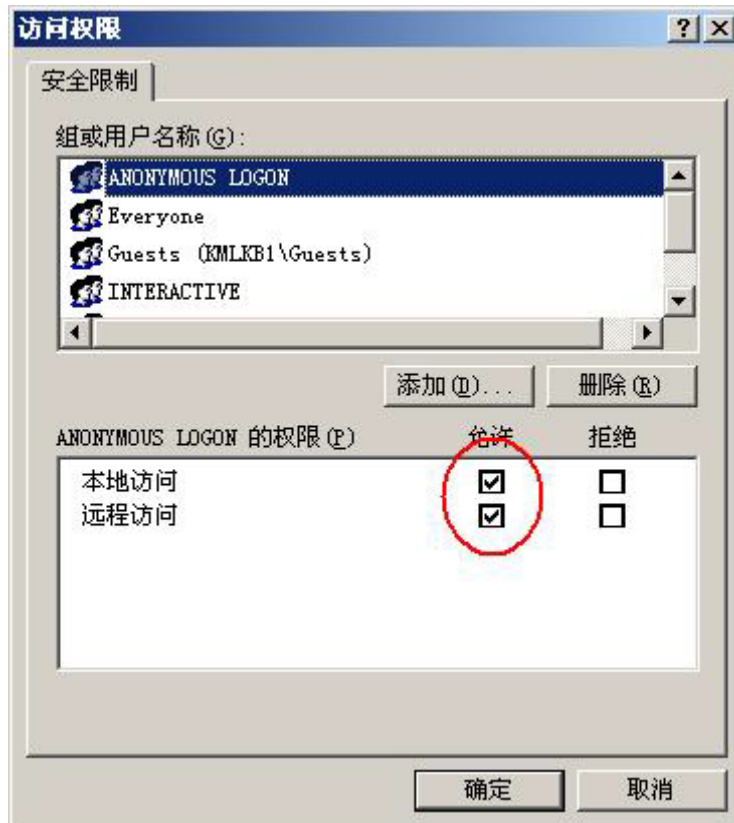 访问权限
安全限制
组或用户名称(G):
ANONYMOUS LOGON
Everyone
Guests (KMLKB1\Guests)
INTERACTIVE
添加(D)... 删除(R)
ANONYMOUS LOGON 的权限(P) 允许 拒绝
本地访问
远程访问
确定 取消